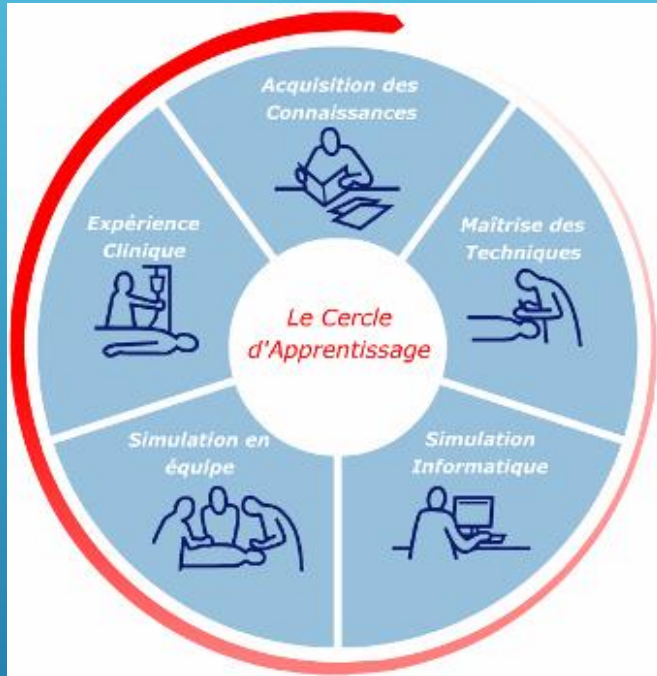 Acquisition des
Connaissances
Maîtrise des
Techniques
Simulation
Informatique
Simulation en
équipe
Expérience
Clinique
Le Cercle
d'Apprentissage